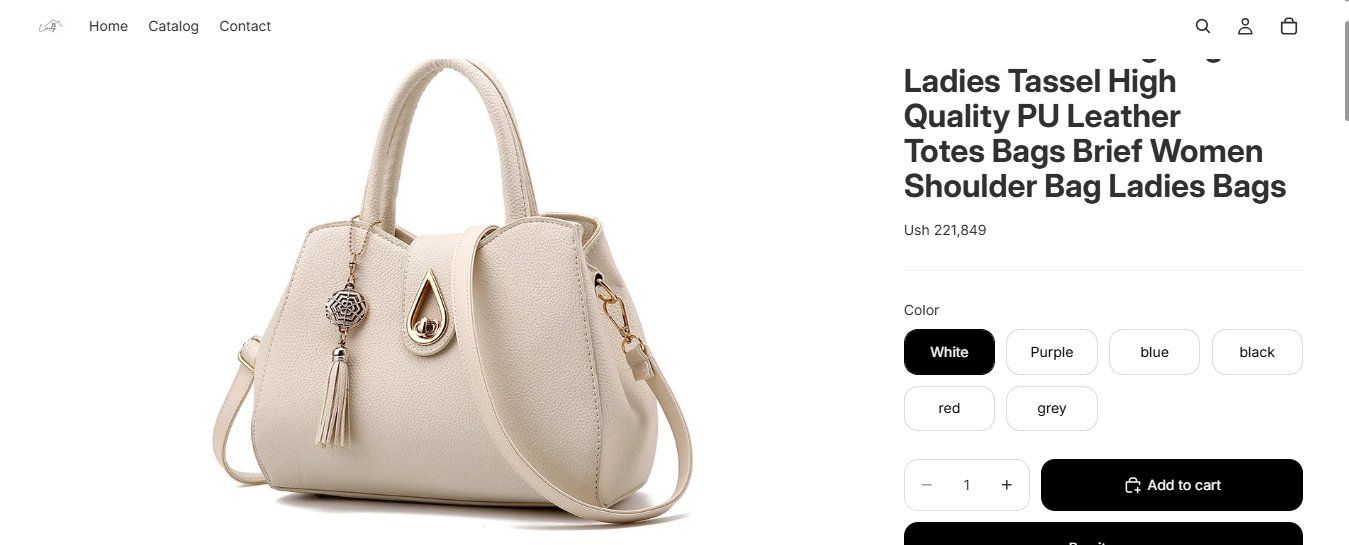 Home Catalog Contact
Ladies Tassel High
Quality PU Leather
Totes Bags Brief Women
Shoulder Bag Ladies Bags
Ush 221,849
Color
White Purple blue black
red grey
1 Add to cart